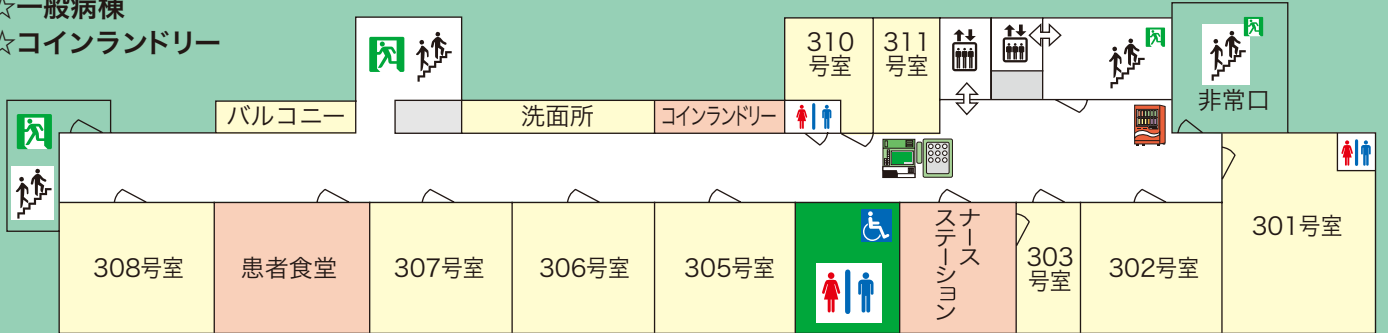 ☆一般病棟
☆コインランドリー
310
号室
311
号室
非常口
バルコニー
洗面所
コインランドリー
308号室
患者食堂
307号室
306号室
305号室
ナース
ステーション
303
号室
302号室
301号室